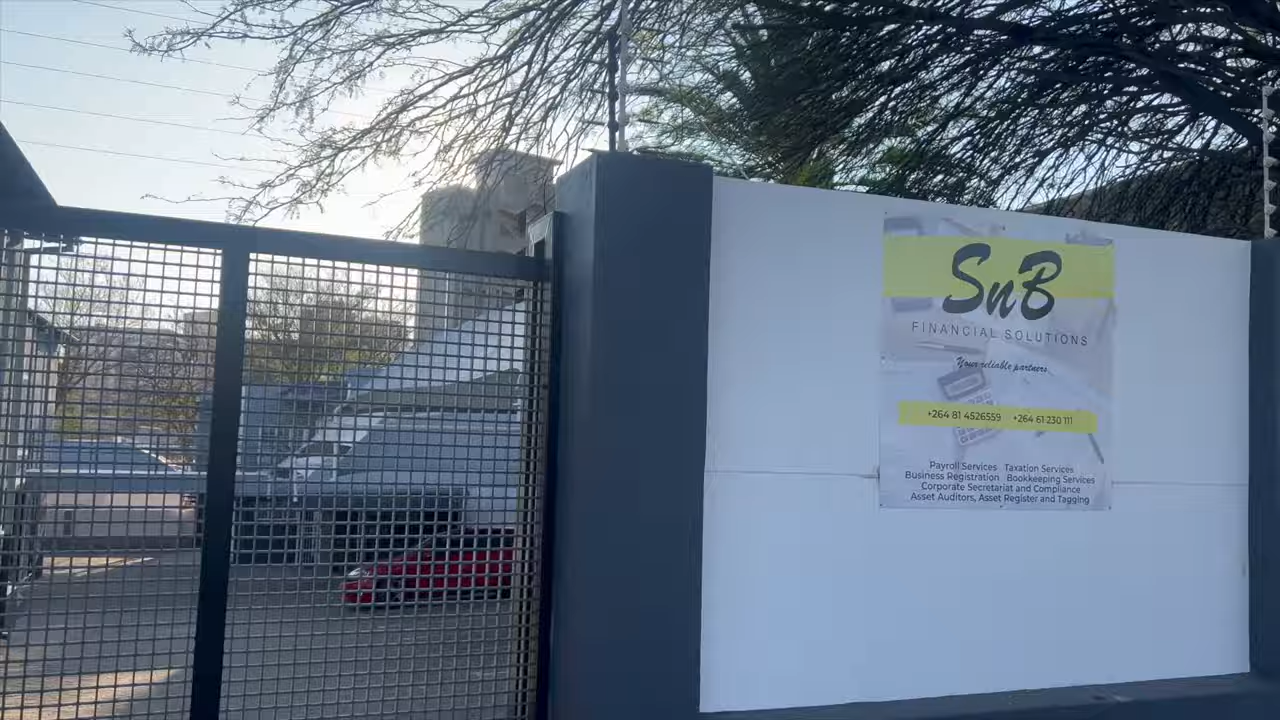 SnB
FINANCIAL SOLUTIONS
Your reliable partners
+264 81 4526559 +264 61 230 111
Payroll Services Taxation Services
Business Registration Bookkeeping Services
Corporate Secretariat and Compliance
Asset Auditors, Asset Register and Tagging